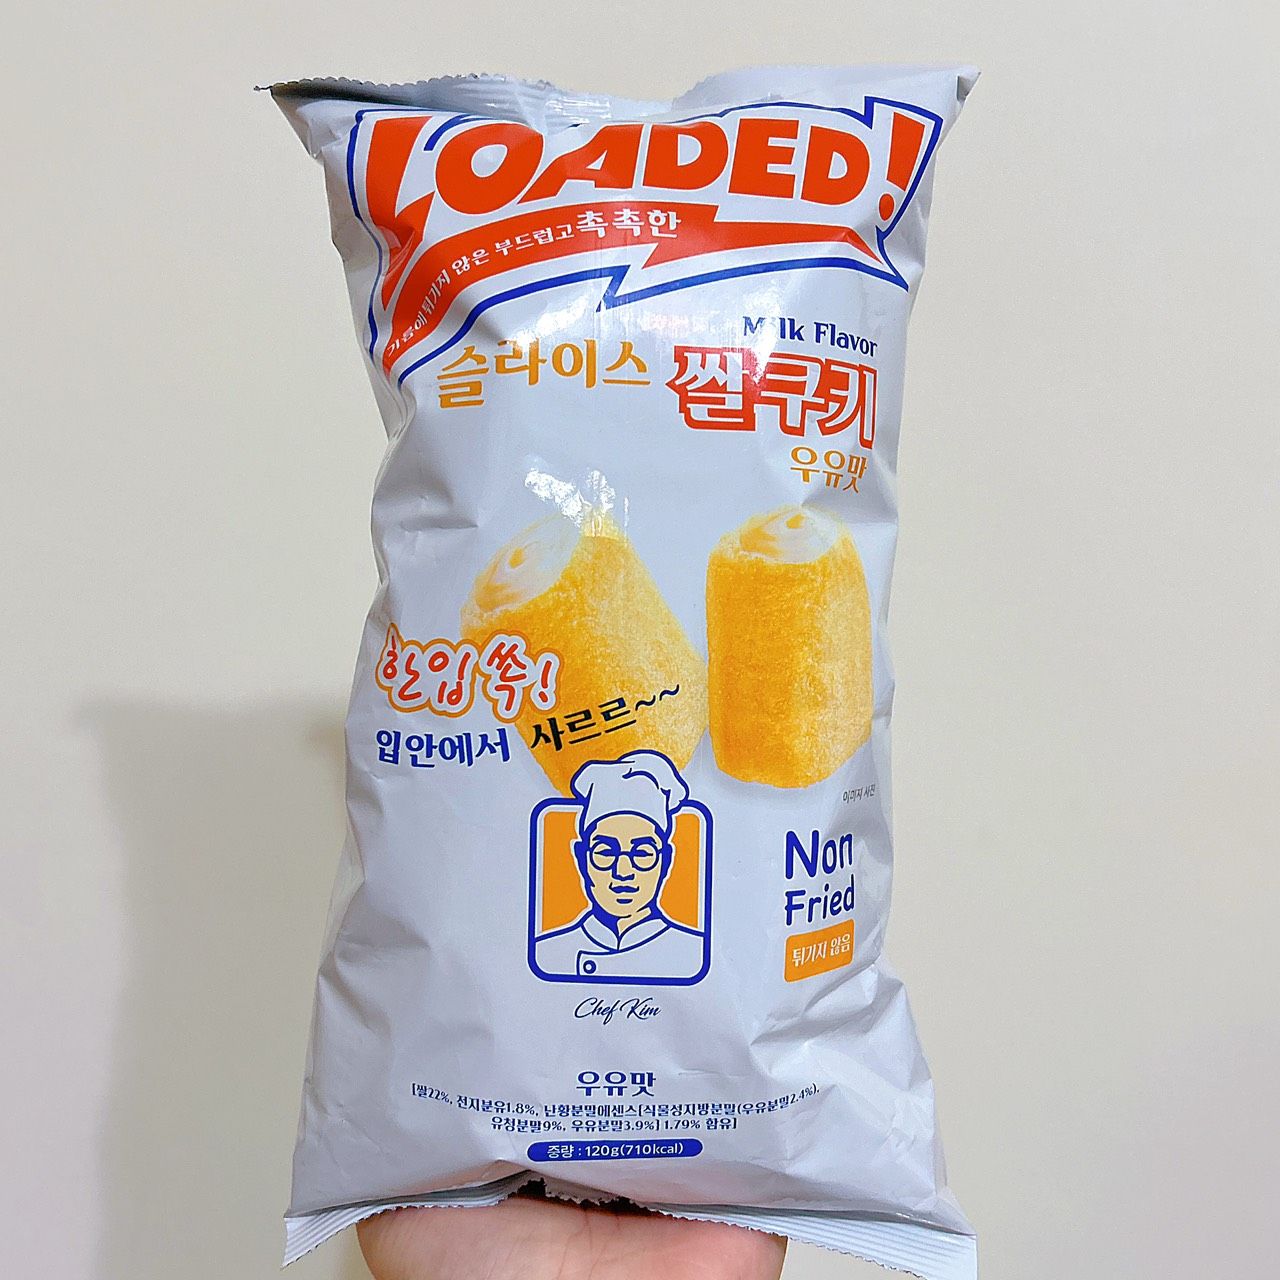 LOADED!
기름에 튀기지 않은 부드럽고 촉촉한
Milk Flavor
슬라이스 쌀쿠키
우유맛
한입 쏙!
입안에서 사르르~~
이미지 사진
Non
Fried
튀기지 않음
Chef Kim
우유맛
[쌀22%, 전지분유1.8%, 난황분말에센스[식물성지방분말(우유분말2.4%),
유청분말9%, 우유분말3.9%] 1.79% 함유]
중량 : 120g(710kcal)